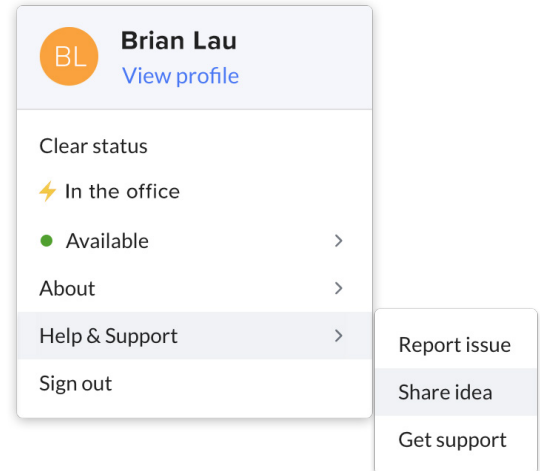 BL
Brian Lau
View profile
Clear status
In the office
Available
About
Help & Support
Sign out
Report issue
Share idea
Get support